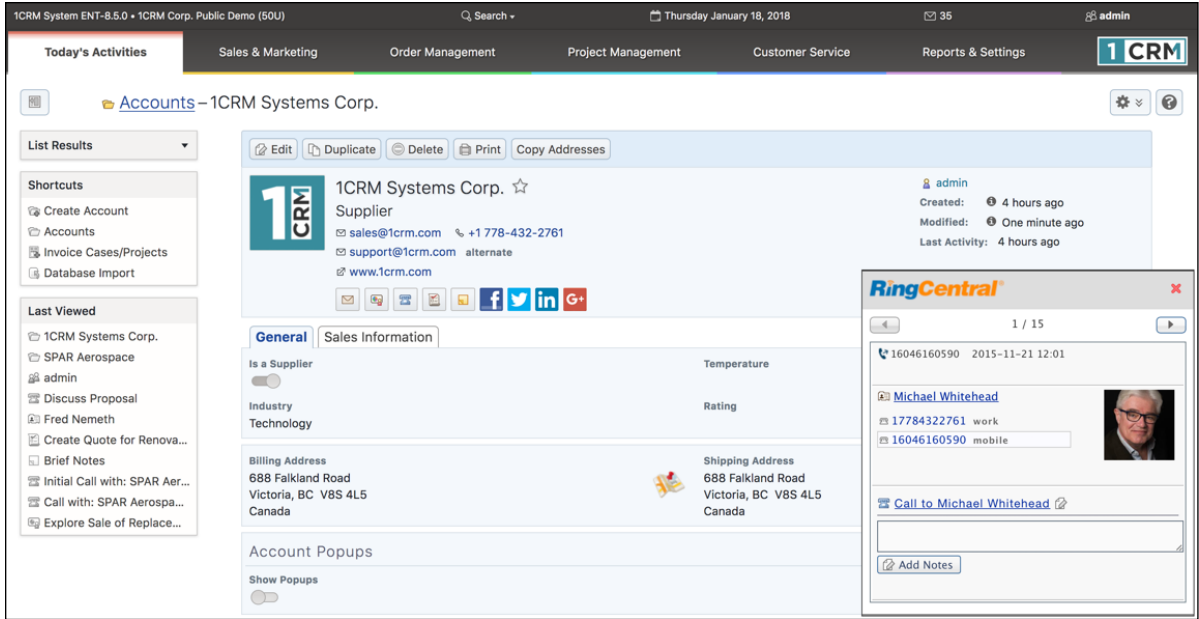 1CRM System ENT-8.5.0 • 1CRM Corp. Public Demo (50U)
Search
Thursday January 18, 2018
35
admin
Today's Activities
Sales & Marketing
Order Management
Project Management
Customer Service
Reports & Settings
1 CRM
Accounts – 1CRM Systems Corp.
?
List Results
Shortcuts
Create Account
Accounts
Invoice Cases/Projects
Database Import
Last Viewed
1CRM Systems Corp.
SPAR Aerospace
admin
Discuss Proposal
Fred Nemeth
Create Quote for Renova...
Brief Notes
Initial Call with: SPAR Aer...
Call with: SPAR Aerospa...
Explore Sale of Replace...
Edit
Duplicate
Delete
Print
Copy Addresses
1CRM
1CRM Systems Corp.
Supplier
sales@1crm.com +1 778-432-2761
support@1crm.com alternate
www.1crm.com
f
in
G+
admin
Created: 4 hours ago
Modified: One minute ago
Last Activity: 4 hours ago
General
Sales Information
Is a Supplier
Temperature
Industry
Technology
Rating
Billing Address
688 Falkland Road
Victoria, BC V8S 4L5
Canada
Shipping Address
688 Falkland Road
Victoria, BC V8S 4L5
Canada
Account Popups
Show Popups
RingCentral
1 / 15
16046160590 2015-11-21 12:01
Michael Whitehead
17784322761 work
16046160590 mobile
Call to Michael Whitehead
Add Notes